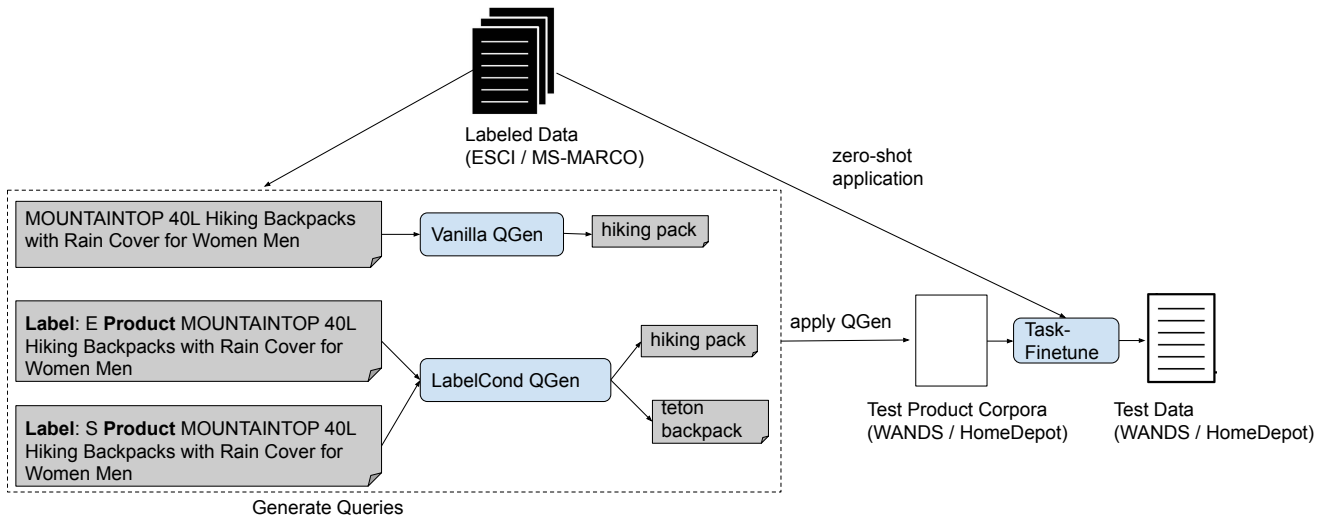 Labeled Data
(ESCI / MS-MARCO)
zero-shot
application
MOUNTAINTOP 40L Hiking Backpacks
with Rain Cover for Women Men
Vanilla QGen
hiking pack
Label: E Product MOUNTAINTOP 40L
Hiking Backpacks with Rain Cover for
Women Men
Label: S Product MOUNTAINTOP 40L
Hiking Backpacks with Rain Cover for
Women Men
LabelCond QGen
hiking pack
teton
backpack
Generate Queries
apply QGen
Test Product Corpora
(WANDS / HomeDepot)
Task-
Finetune
Test Data
(WANDS / HomeDepot)